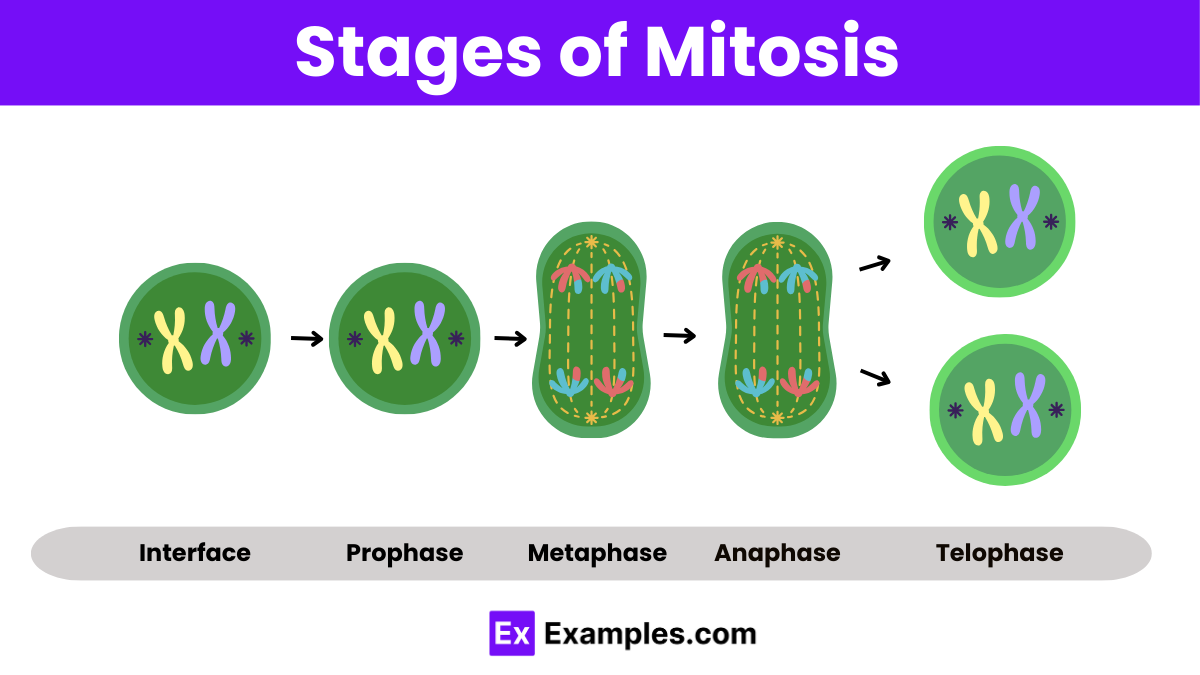 Stages of Mitosis
Interface Prophase Metaphase Anaphase Telophase
Ex Examples.com